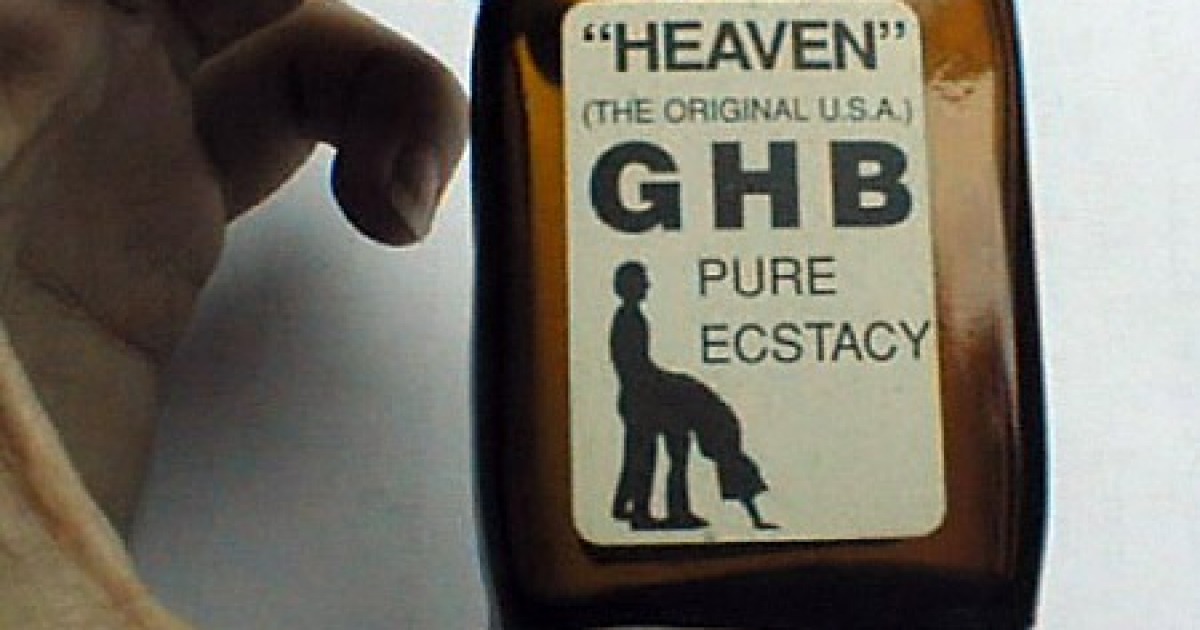 “HEAVEN”
(THE ORIGINAL U.S.A.)
GHB
PURE
ECSTACY